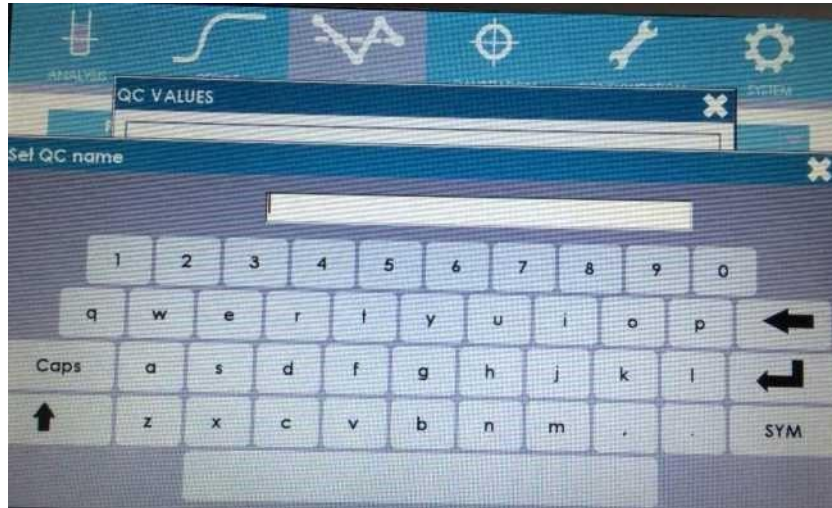 ANALYSIS
SYSTEM
QC VALUES
Set QC name
1 2 3 4 5 6 7 8 9 0
q w e r t y u i o p
Caps a s d f g h j k l
z x c v b n m , .
SYM